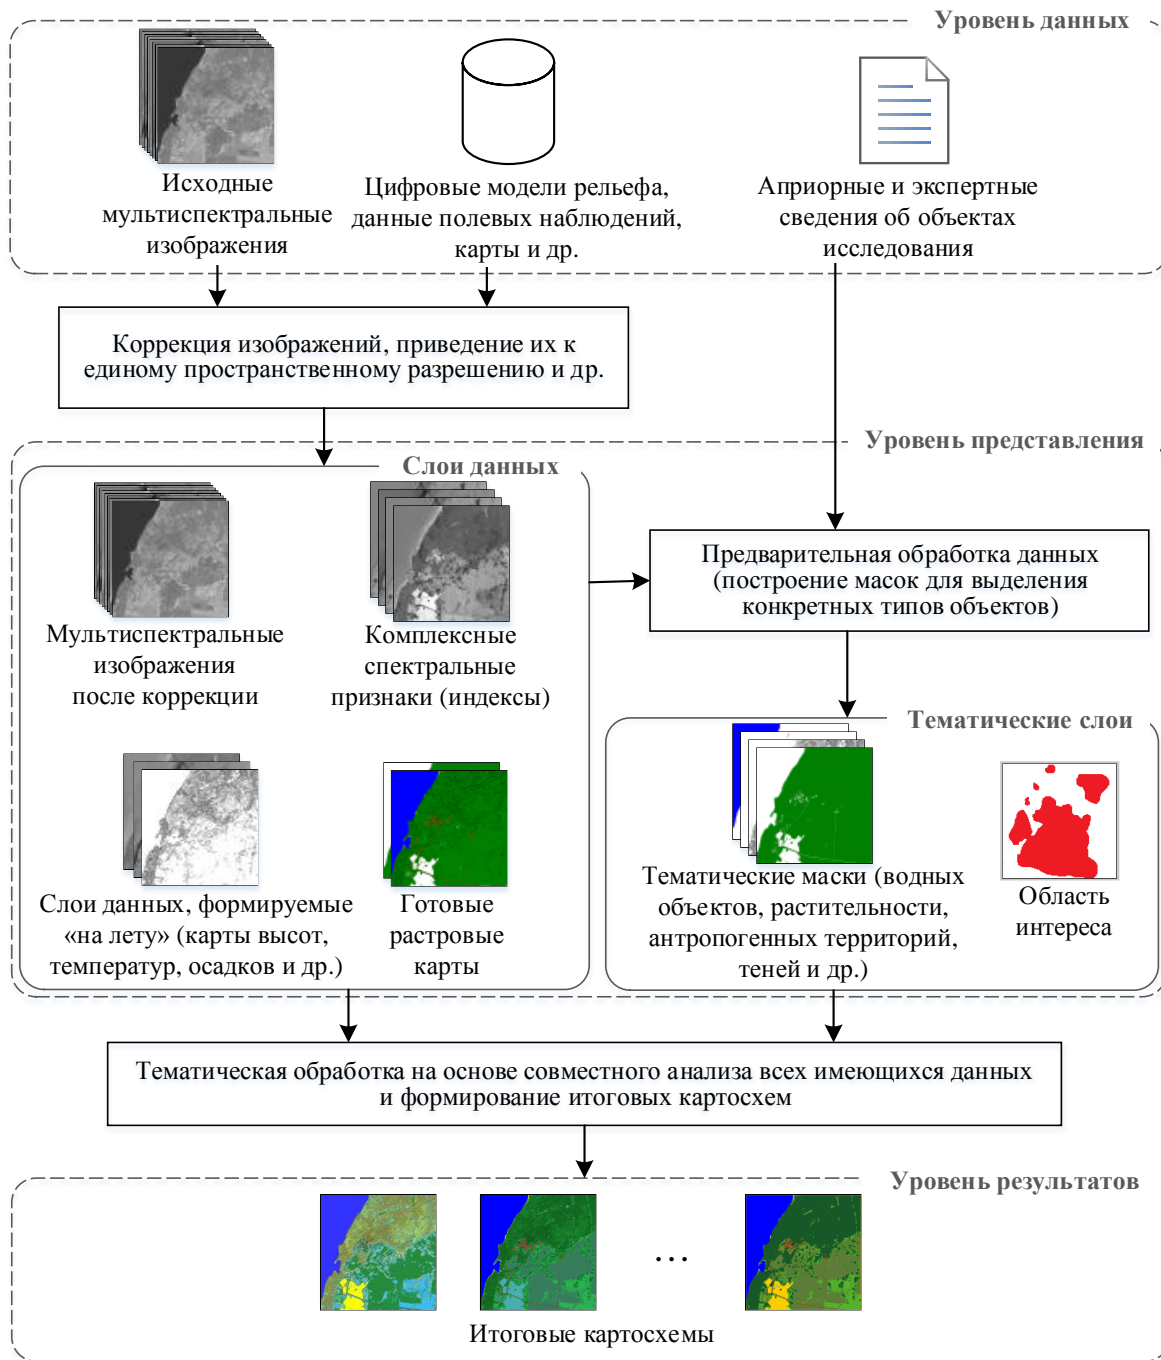 Уровень данных
Исходные
мультиспектральные
изображения
Цифровые модели рельефа,
данные полевых наблюдений,
карты и др.
Априорные и экспертные
сведения об объектах
исследования
Коррекция изображений, приведение их к
единому пространственному разрешению и др.
Уровень представления
Слои данных
Мультиспектральные
изображения
после коррекции
Комплексные
спектральные
признаки (индексы)
Предварительная обработка данных
(построение масок для выделения
конкретных типов объектов)
Слои данных, формируемые
«на лету» (карты высот,
температур, осадков и др.)
Готовые
растровые
карты
Тематические слои
Тематические маски (водных
объектов, растительности,
антропогенных территорий,
теней и др.)
Область
интереса
Тематическая обработка на основе совместного анализа всех имеющихся данных
и формирование итоговых картосхем
Уровень результатов
...
Итоговые картосхемы